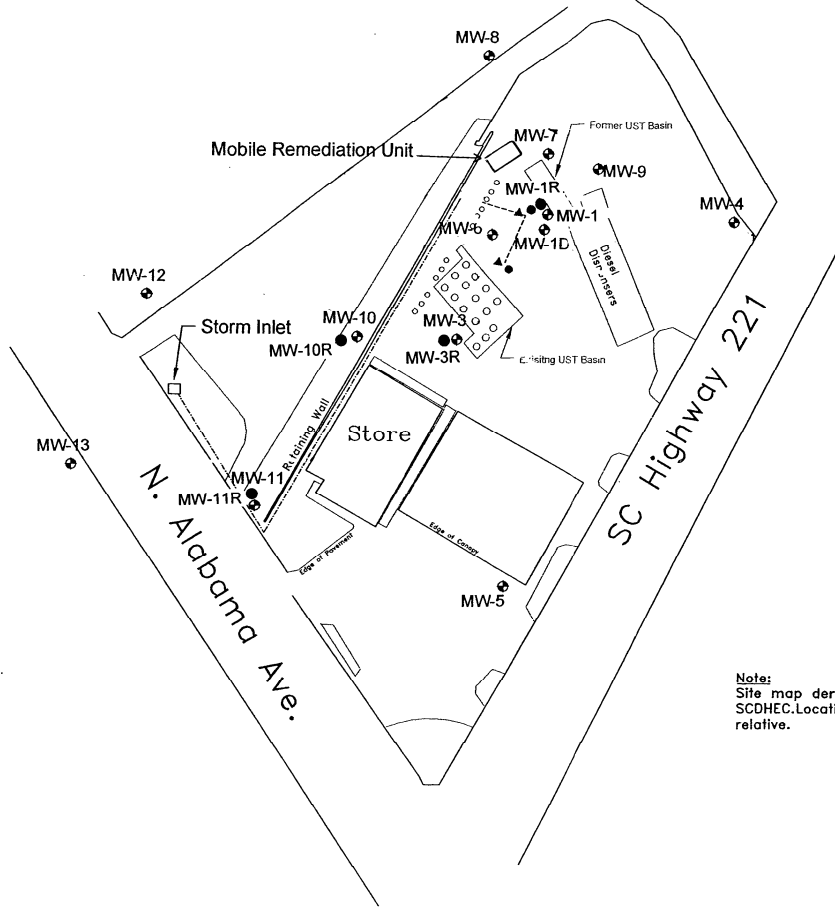 MW-8
Former UST Basin
MW-7
Mobile Remediation Unit
MW-9
MW-1R
MW-4
MW-1
MW-6
MW-1D
Diesel
Dispensers
MW-12
Storm Inlet
MW-10
MW-3
MW-10R
MW-3R
Exisitng UST Basin
SC Highway 221
Retaining Wall
Store
MW-13
MW-11
MW-11R
N. Alabama Ave.
Edge of Canopy
Edge of Pavement
MW-5
Note:
Site map der
SCDHEC.Locati
relative.